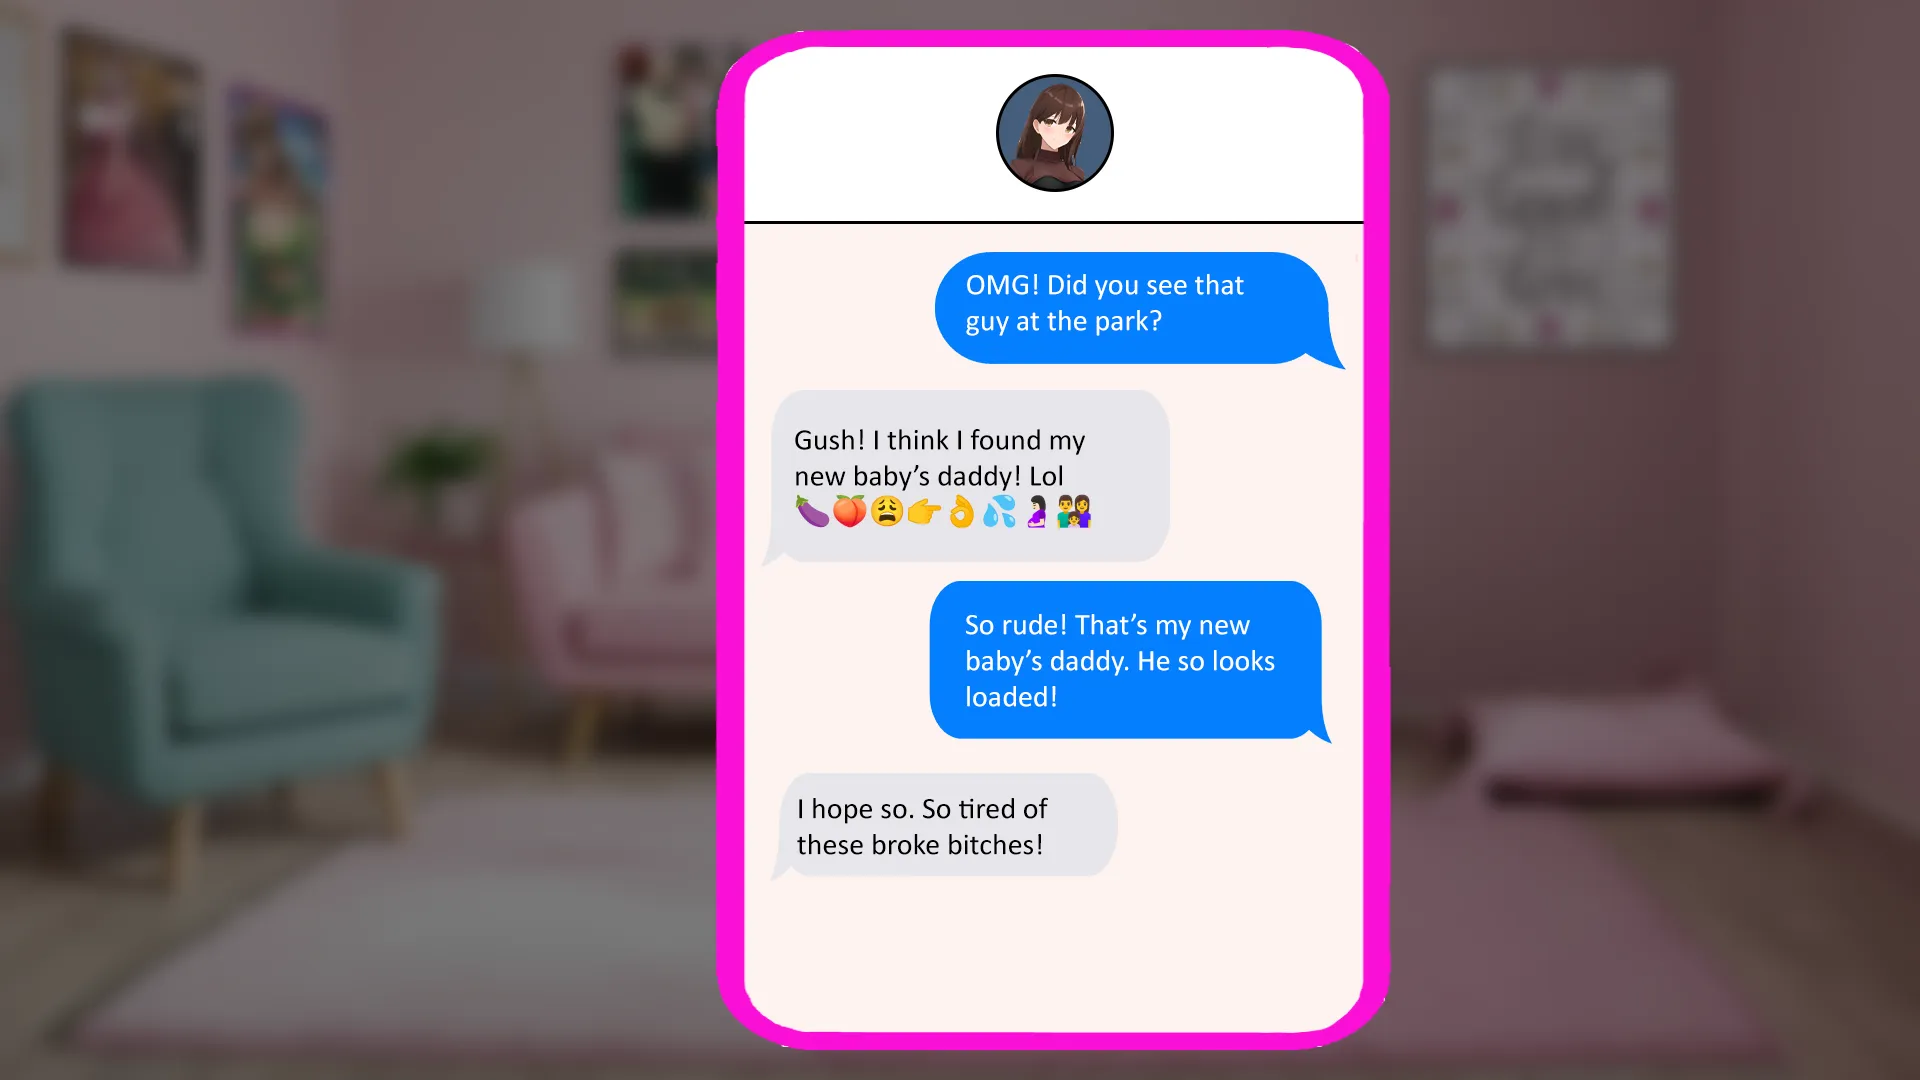 OMG! Did you see that
guy at the park?
Gush! I think I found my
new baby’s daddy! Lol
🍆🍑😩👉👌💦🤰👨‍👩‍👧
So rude! That’s my new
baby’s daddy. He so looks
loaded!
I hope so. So tired of
these broke bitches!